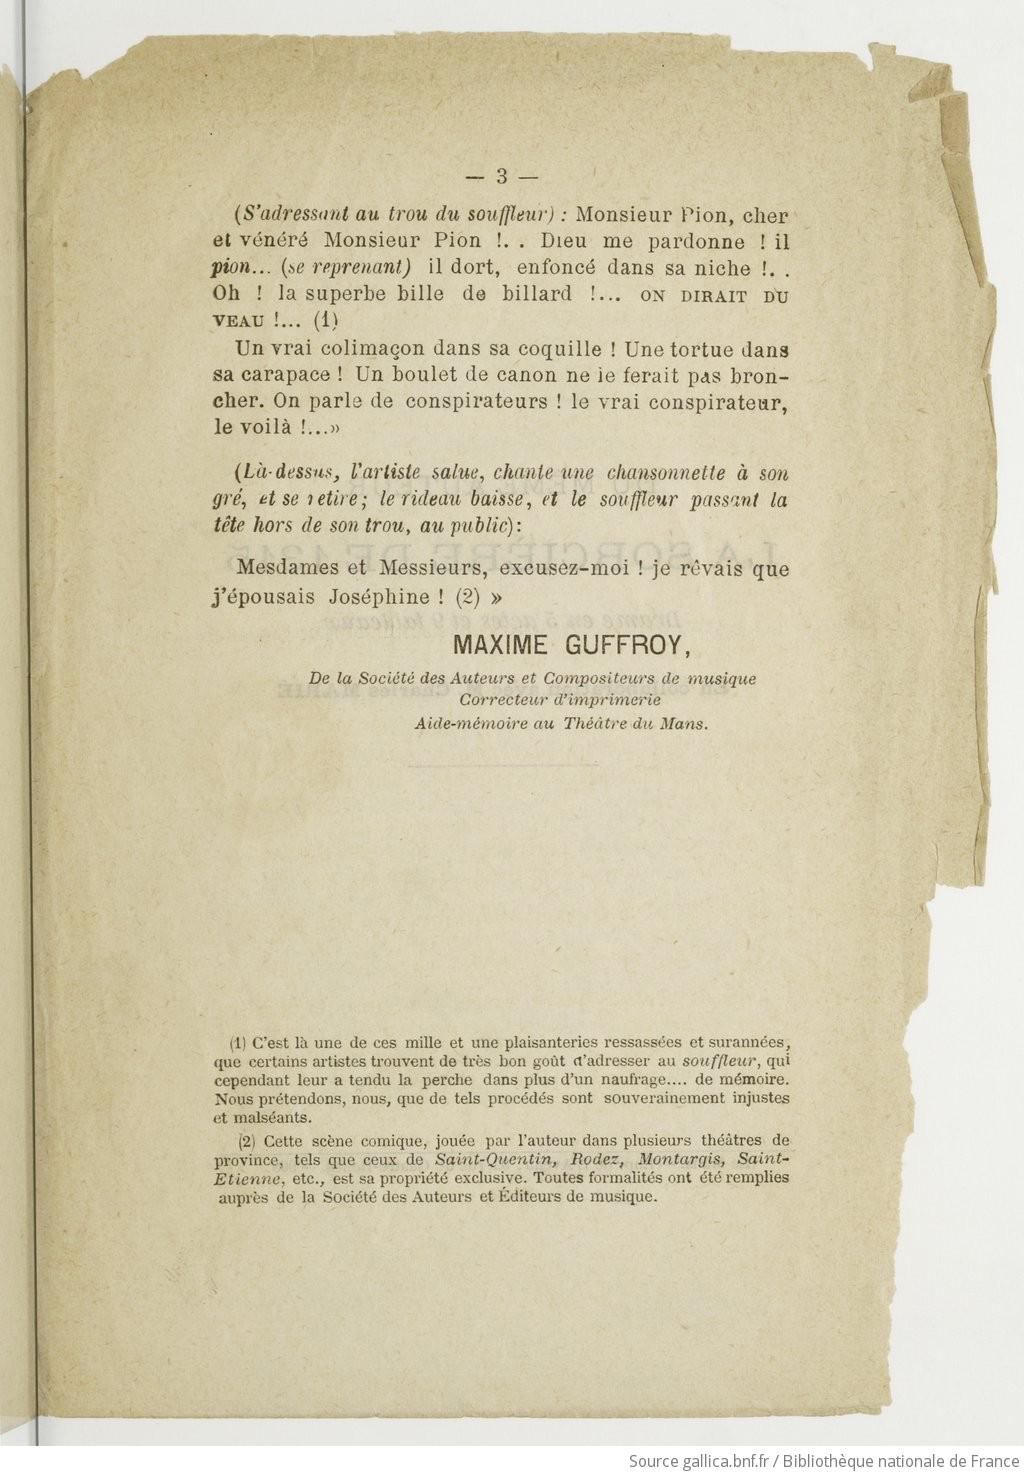 — 3 —
(S'adressant au trou du souffleur) : Monsieur Pion, cher
et vénéré Monsieur Pion !. . Dieu me pardonne ! il
pion... (se reprenant) il dort, enfoncé dans sa niche !. .
Oh ! la superbe bille de billard !... ON DIRAIT DU
VEAU !... (1)
Un vrai colimaçon dans sa coquille ! Une tortue dans
sa carapace ! Un boulet de canon ne le ferait pas bron-
cher. On parle de conspirateurs ! le vrai conspirateur,
le voilà !...»
(Là-dessus, l'artiste salue, chante une chansonnette à son
gré, et se retire; le rideau baisse, et le souffleur passant la
tête hors de son trou, au public):
Mesdames et Messieurs, excusez-moi ! je rêvais que
j'épousais Joséphine ! (2) »
MAXIME GUFFROY,
De la Société des Auteurs et Compositeurs de musique
Correcteur d'imprimerie
Aide-mémoire au Théâtre du Mans.
(1) C'est là une de ces mille et une plaisanteries ressassées et surannées,
que certains artistes trouvent de très bon goût d'adresser au souffleur, qui
cependant leur a tendu la perche dans plus d'un naufrage.... de mémoire.
Nous prétendons, nous, que de tels procédés sont souverainement injustes
et malséants.
(2) Cette scène comique, jouée par l'auteur dans plusieurs théâtres de
province, tels que ceux de Saint-Quentin, Rodez, Montargis, Saint-
Etienne, etc., est sa propriété exclusive. Toutes formalités ont été remplies
auprès de la Société des Auteurs et Éditeurs de musique.
Source gallica.bnf.fr / Bibliothèque nationale de France